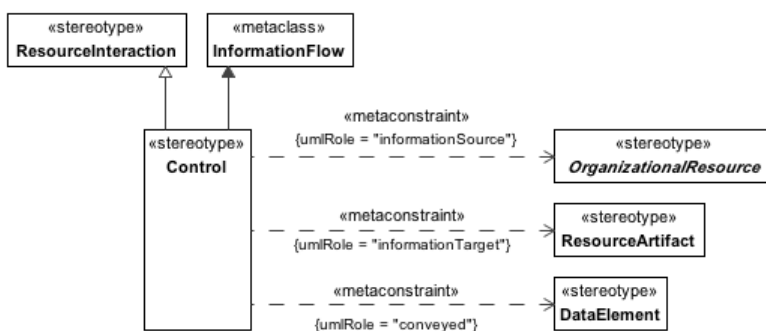 «stereotype»
ResourceInteraction
«metaclass»
InformationFlow
«stereotype»
Control
«metaconstraint»
{umlRole = "informationSource"}
«stereotype»
OrganizationalResource
«metaconstraint»
{umlRole = "informationTarget"}
«stereotype»
ResourceArtifact
«metaconstraint»
{umlRole = "conveyed"}
«stereotype»
DataElement